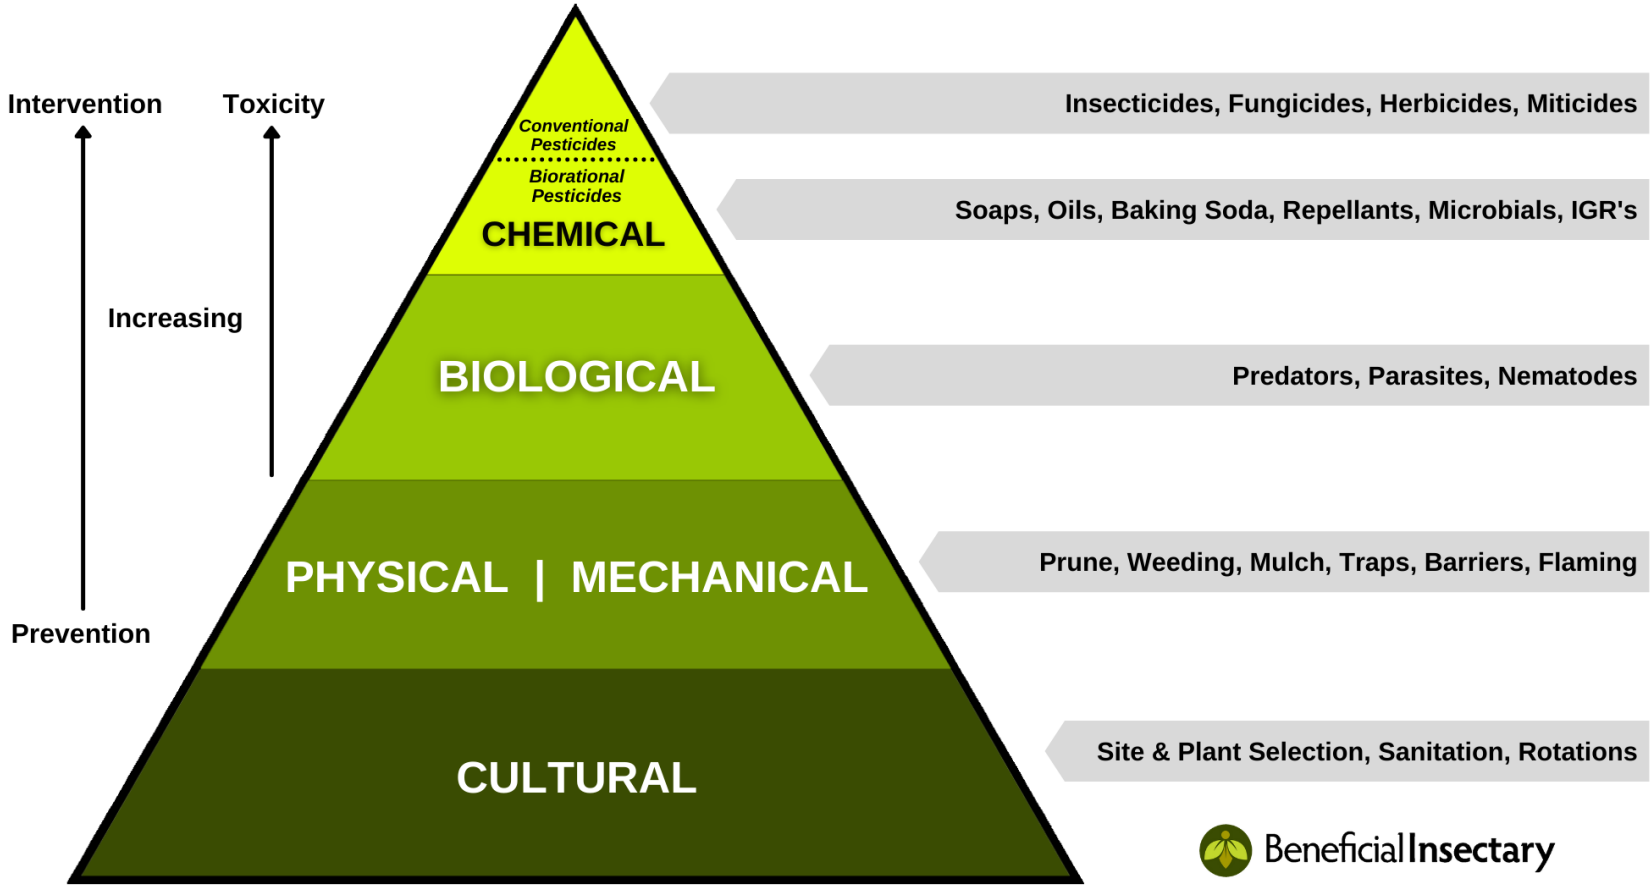 Intervention
Toxicity
Increasing
Prevention
Conventional
Pesticides
Biorational
Pesticides
CHEMICAL
BIOLOGICAL
PHYSICAL | MECHANICAL
CULTURAL
Insecticides, Fungicides, Herbicides, Miticides
Soaps, Oils, Baking Soda, Repellants, Microbials, IGR's
Predators, Parasites, Nematodes
Prune, Weeding, Mulch, Traps, Barriers, Flaming
Site & Plant Selection, Sanitation, Rotations
BeneficialInsectary